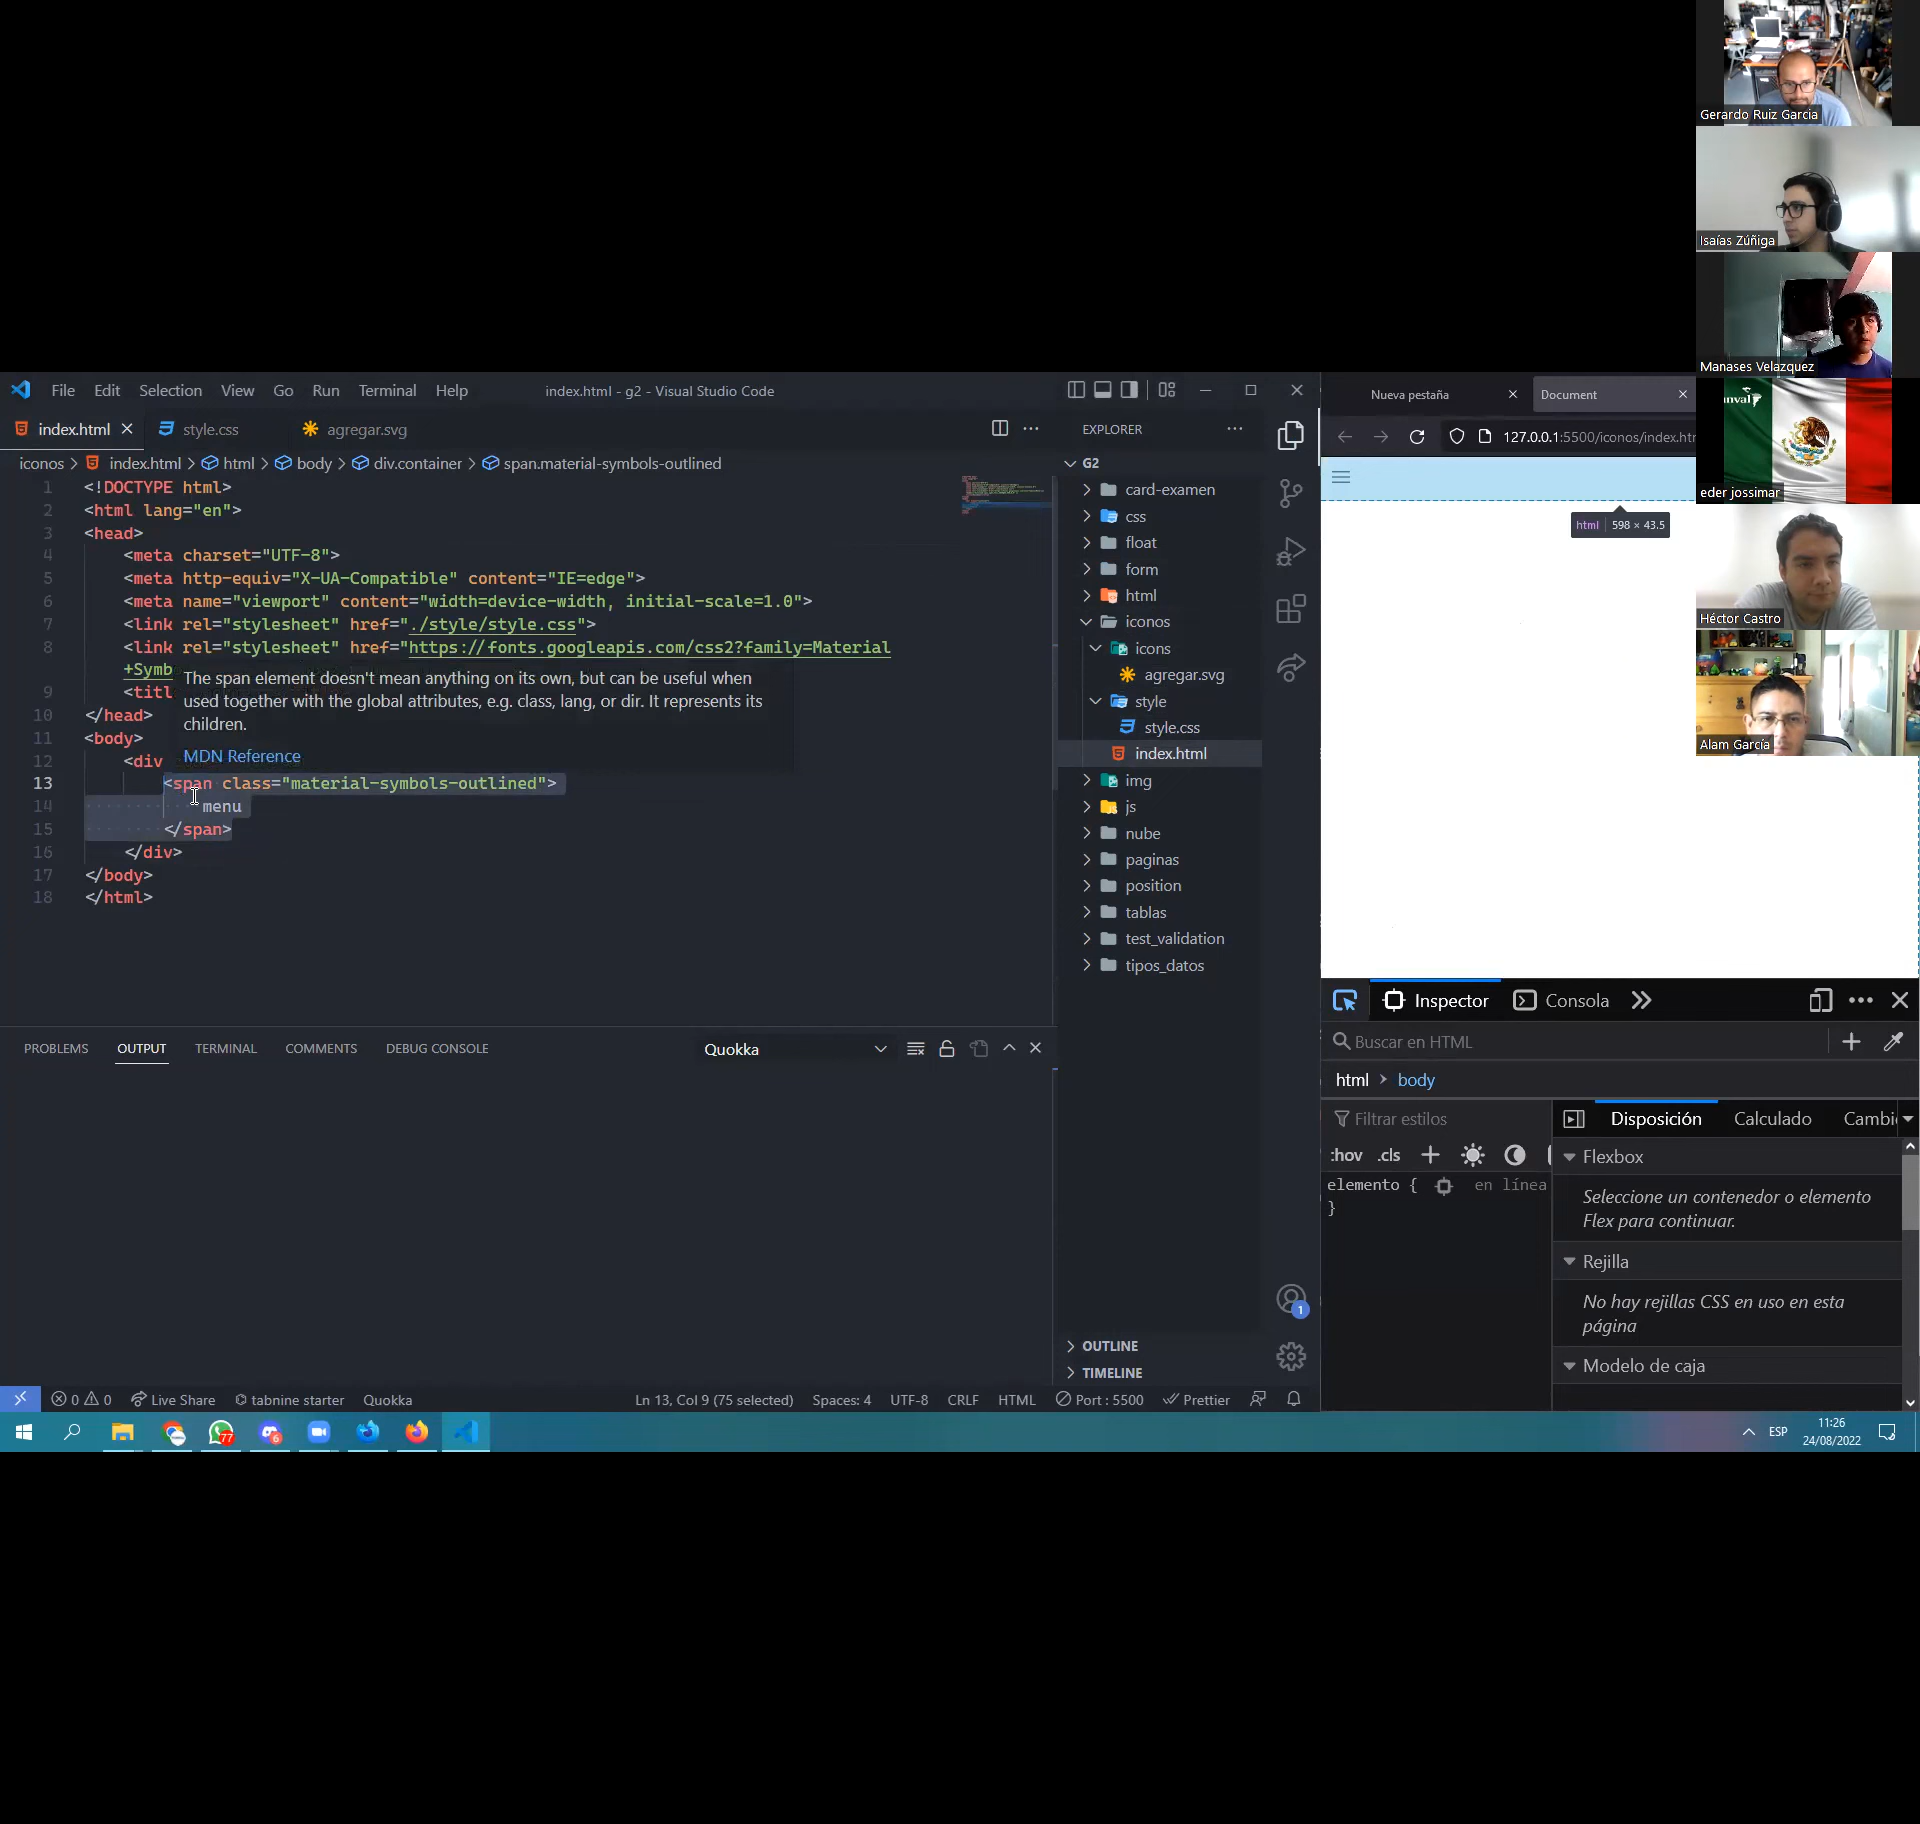 Gerardo Ruiz Garcia
Isaías Zúñiga
Manases Velazquez
eder jossimar
Héctor Castro
Alam García
File Edit Selection View Go Run Terminal Help
index.html - g2 - Visual Studio Code
index.html
style.css
agregar.svg
iconos > index.html > html > body > div.container > span.material-symbols-outlined
1 <!DOCTYPE html>
2 <html lang="en">
3 <head>
4 <meta charset="UTF-8">
5 <meta http-equiv="X-UA-Compatible" content="IE=edge">
6 <meta name="viewport" content="width=device-width, initial-scale=1.0">
7 <link rel="stylesheet" href="./style/style.css">
8 <link rel="stylesheet" href="https://fonts.googleapis.com/css2?family=Material
+Symb
9 <titl
10 </head>
11 <body>
12 <div
13 <span class="material-symbols-outlined">
14 menu
15 </span>
16 </div>
17 </body>
18 </html>
The span element doesn't mean anything on its own, but can be useful when
used together with the global attributes, e.g. class, lang, or dir. It represents its
children.
MDN Reference
EXPLORER
G2
card-examen
css
float
form
html
iconos
icons
agregar.svg
style
style.css
index.html
img
js
nube
paginas
position
tablas
test_validation
tipos_datos
OUTLINE
TIMELINE
1
PROBLEMS OUTPUT TERMINAL COMMENTS DEBUG CONSOLE
Quokka
0 0 Live Share tabnine starter Quokka
Ln 13, Col 9 (75 selected) Spaces: 4 UTF-8 CRLF HTML Port : 5500 Prettier
Nueva pestaña
Document
127.0.0.1:5500/iconos/index.htm
html 598 × 43.5
Inspector
Consola
Buscar en HTML
html > body
Filtrar estilos
:hov .cls
elemento { en línea
}
Disposición Calculado Cambi
Flexbox
Seleccione un contenedor o elemento
Flex para continuar.
Rejilla
No hay rejillas CSS en uso en esta
página
Modelo de caja
77
6
ESP
11:26
24/08/2022